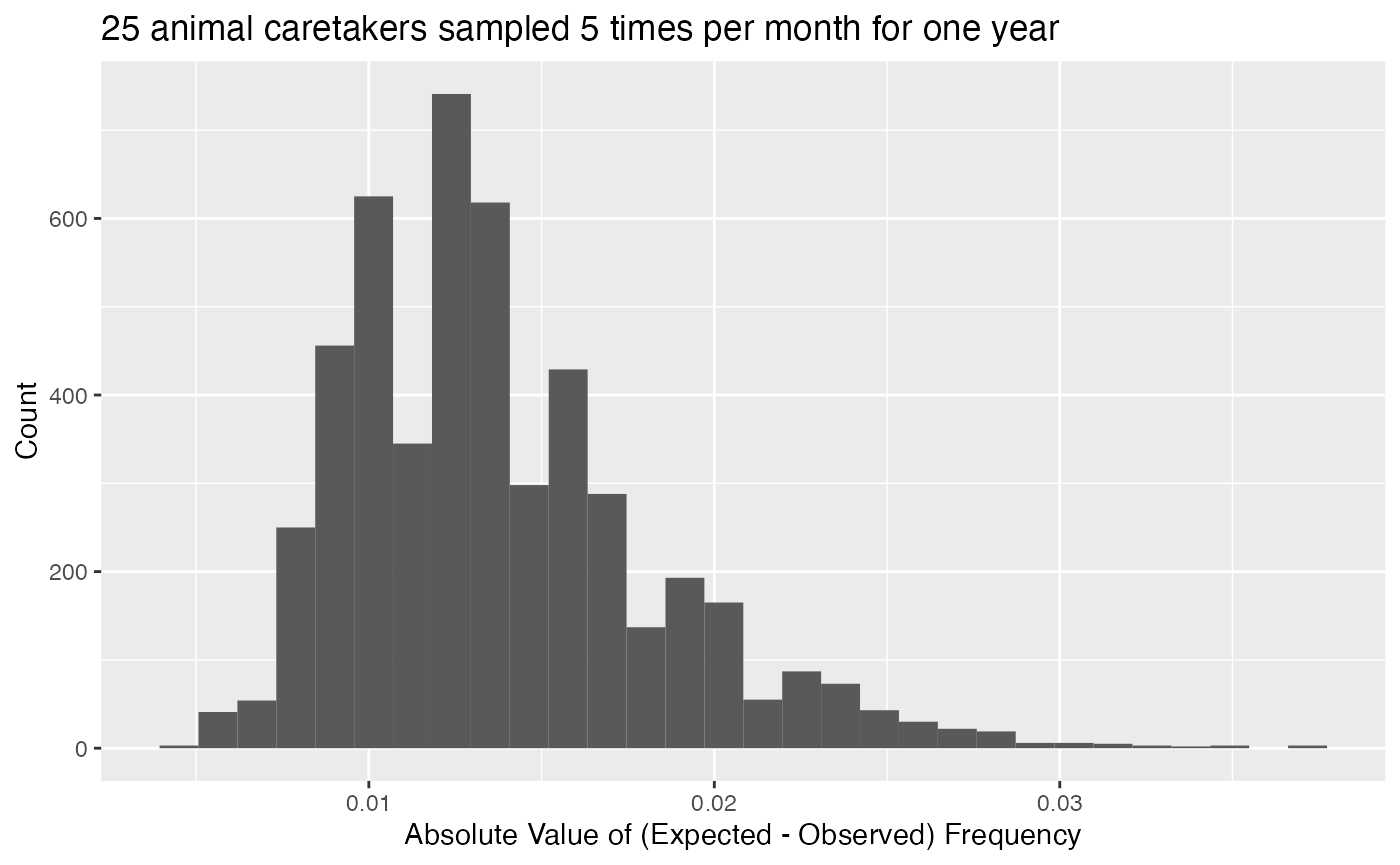 25 animal caretakers sampled 5 times per month for one year
600
400
200
0
Count
0.01 0.02 0.03
Absolute Value of (Expected - Observed) Frequency